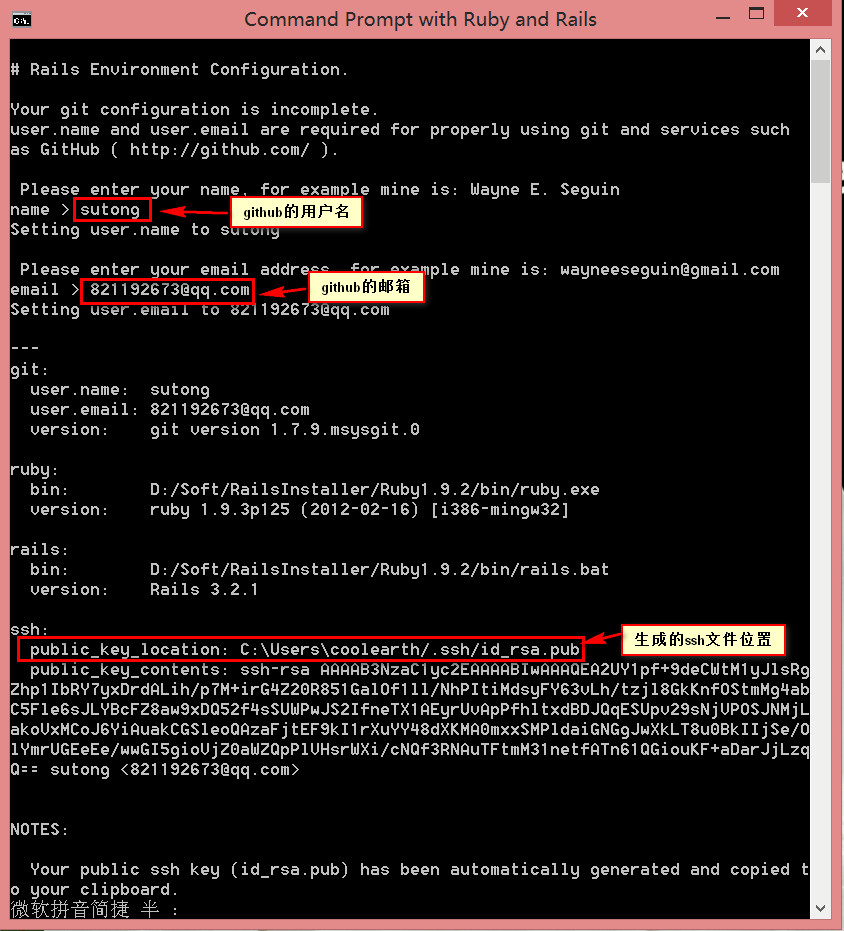 Command Prompt with Ruby and Rails
# Rails Environment Configuration.
Your git configuration is incomplete.
user.name and user.email are required for properly using git and services such
as GitHub ( http://github.com/ ).
Please enter your name, for example mine is: Wayne E. Seguin
name > sutong
github的用户名
Setting user.name to sutong
Please enter your email address, for example mine is: wayneeseguin@gmail.com
email > 821192673@qq.com
github的邮箱
Setting user.email to 821192673@qq.com
---
git:
user.name: sutong
user.email: 821192673@qq.com
version: git version 1.7.9.msysgit.0
ruby:
bin: D:/Soft/RailsInstaller/Ruby1.9.2/bin/ruby.exe
version: ruby 1.9.3p125 (2012-02-16) [i386-mingw32]
rails:
bin: D:/Soft/RailsInstaller/Ruby1.9.2/bin/rails.bat
version: Rails 3.2.1
ssh:
生成的ssh文件位置
public_key_location: C:\Users\coolearth/.ssh/id_rsa.pub
public_key_contents: ssh-rsa AAAAB3NzaC1yc2EAAAABIwAAAQEA2UY1pf+9deCWtM1yJlsRg
Zhp1IbRY7yxDrdALih/p7M+irG4Z20R851GalOf1ll/NhPItiMdsyFY63vLh/tzjl8GkKnfOStmMg4ab
C5Fle6sJLYBcFZ8aw9xDQ52f4sSUWPwJS2IfneTX1AEyrUvApPfhltxdBDJQqESUpv29sNjVPOSJNMjL
akoVxMCoJ6YiAuakCGSleoQAzaFjtEF9kI1rXuYY48dXKMA0mxxSMPldaiGNGgJwXkLT8u0BkIIjSe/O
lYmrUGEeEe/wwGI5gioVjZ0aWZQpPlVHsrWXi/cNQf3RNAuTFtmM31netfATn61QGiouKF+aDarJjLzq
Q== sutong <821192673@qq.com>
NOTES:
Your public ssh key (id_rsa.pub) has been automatically generated and copied t
o your clipboard.
微软拼音简捷 半 :